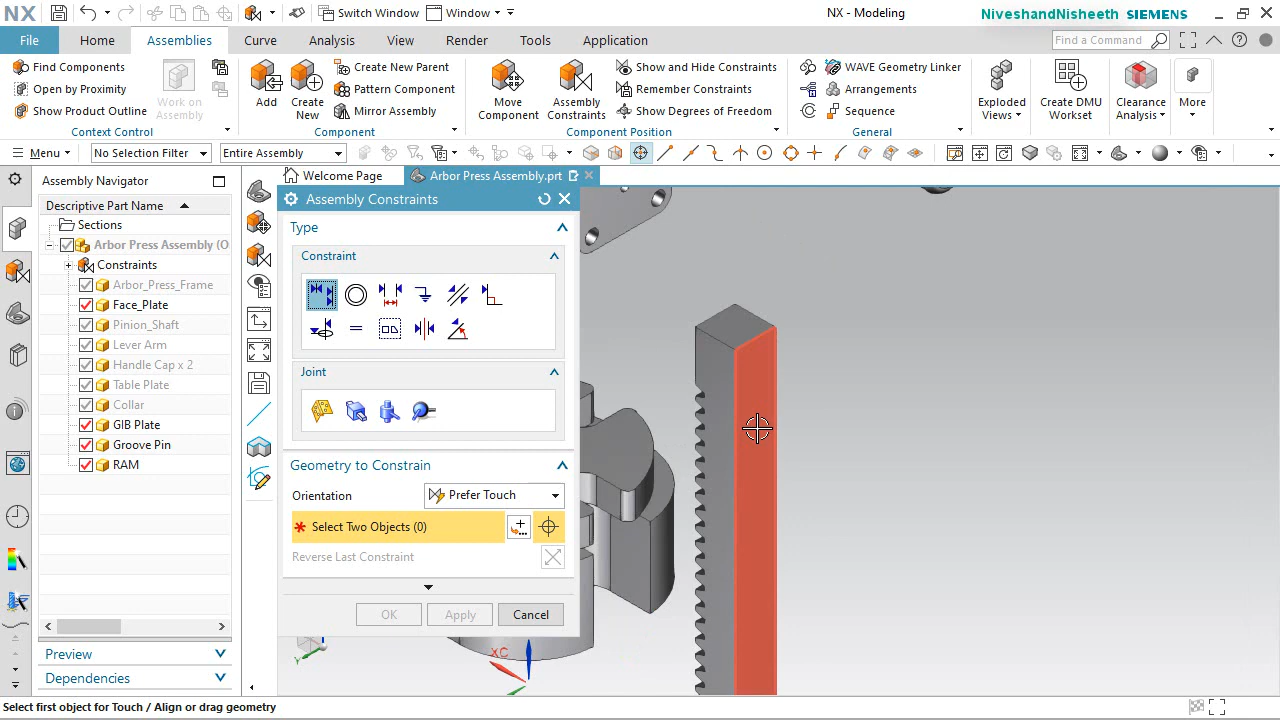 NX
Switch Window
Window
NX - Modeling
NiveshandNisheeth SIEMENS
File
Home
Assemblies
Curve
Analysis
View
Render
Tools
Application
Find a Command
Find Components
Open by Proximity
Show Product Outline
Work on Assembly
Context Control
Add
Create New
Create New Parent
Pattern Component
Mirror Assembly
Component
Move Component
Assembly Constraints
Show and Hide Constraints
Remember Constraints
Show Degrees of Freedom
Component Position
WAVE Geometry Linker
Arrangements
Sequence
General
Exploded Views
Create DMU Workset
Clearance Analysis
More
Menu
No Selection Filter
Entire Assembly
Assembly Navigator
Welcome Page
Arbor Press Assembly.prt
Descriptive Part Name
Sections
Arbor Press Assembly (O
Constraints
Arbor_Press_Frame
Face_Plate
Pinion_Shaft
Lever Arm
Handle Cap x 2
Table Plate
Collar
GIB Plate
Groove Pin
RAM
Preview
Dependencies
Assembly Constraints
Type
Constraint
Joint
Geometry to Constrain
Orientation
Prefer Touch
* Select Two Objects (0)
Reverse Last Constraint
OK
Apply
Cancel
XC
Y
Select first object for Touch / Align or drag geometry